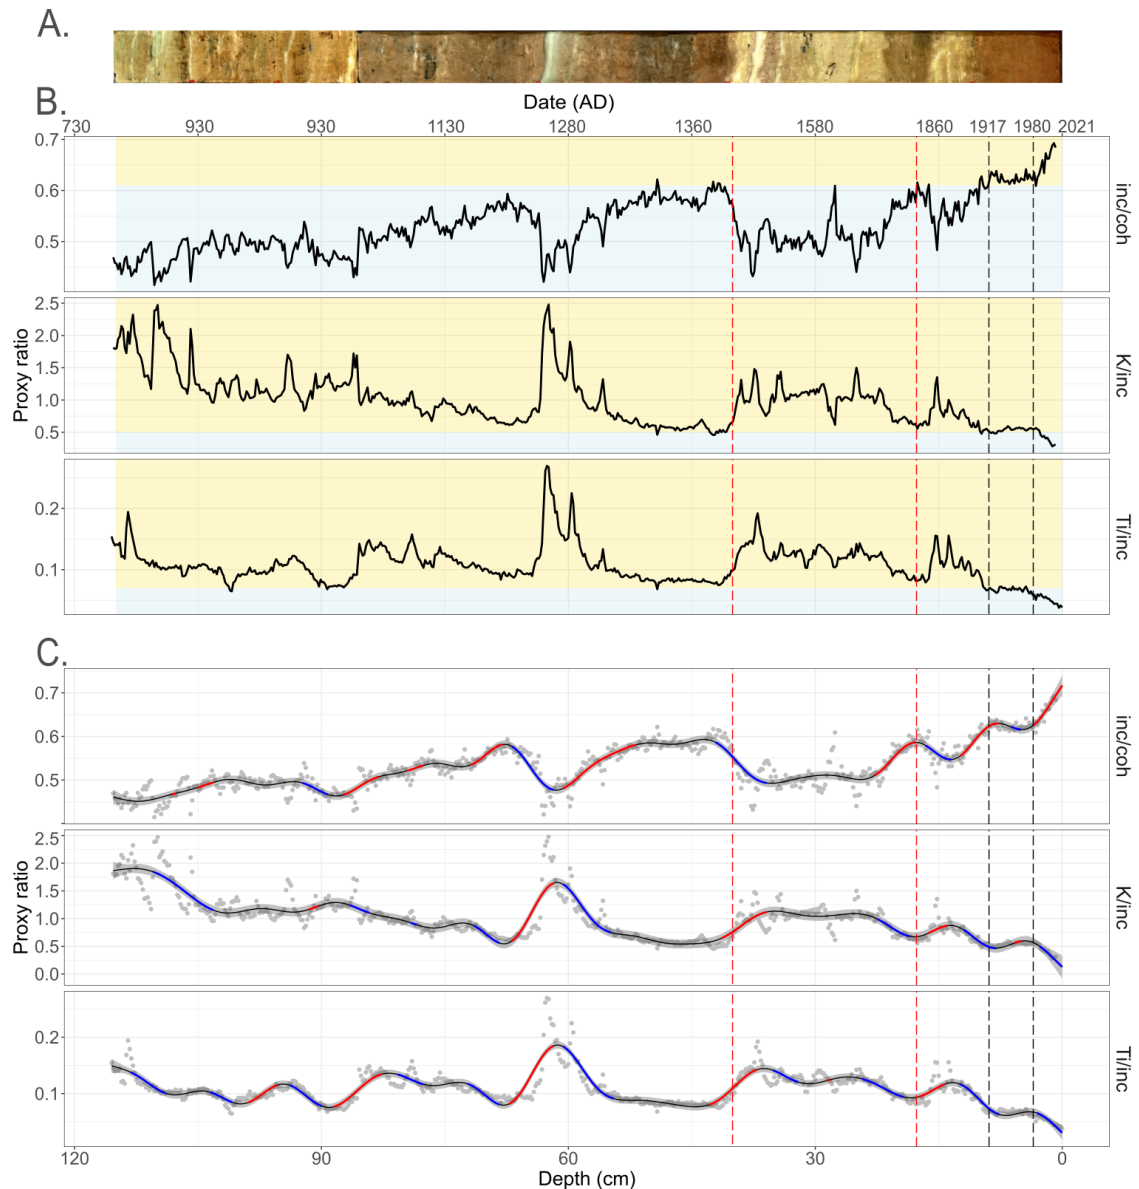 A.
B.
Date (AD)
730 930 930 1130 1280 1360 1580 1860 1917 1980 2021
0.7
0.6
0.5
inc/coh
2.5
2.0
1.5
1.0
0.5
K/inc
Proxy ratio
0.2
0.1
Ti/inc
C.
0.7
0.6
0.5
inc/coh
2.5
2.0
1.5
1.0
0.5
0.0
K/inc
Proxy ratio
0.2
0.1
Ti/inc
120 90 60 30 0
Depth (cm)